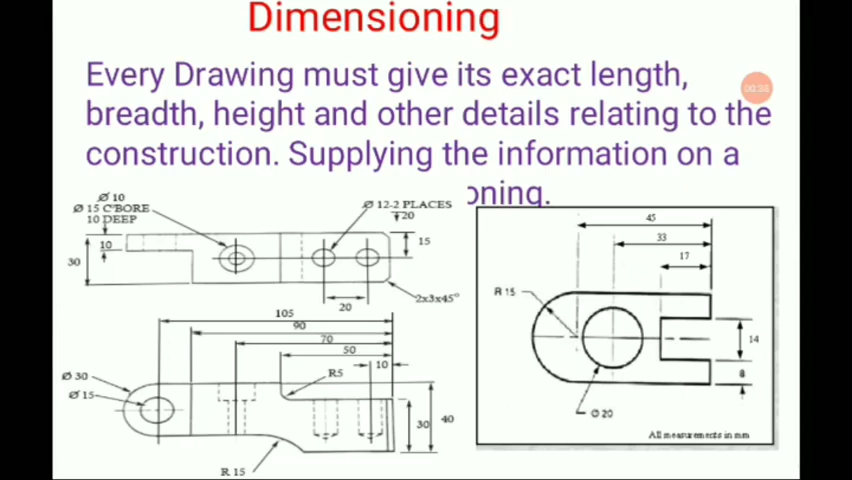 Dimensioning
Every Drawing must give its exact length,
00:38
breadth, height and other details relating to the
construction. Supplying the information on a
oning.
Ø 10
Ø 15 C'BORE
10 DEEP
Ø 12-2 PLACES
20
10
30
15
20
2x3x45°
105
90
70
50
10
R5
Ø 30
Ø 15
30
40
R 15
45
33
17
R 15
14
8
Ø 20
All measurements in mm